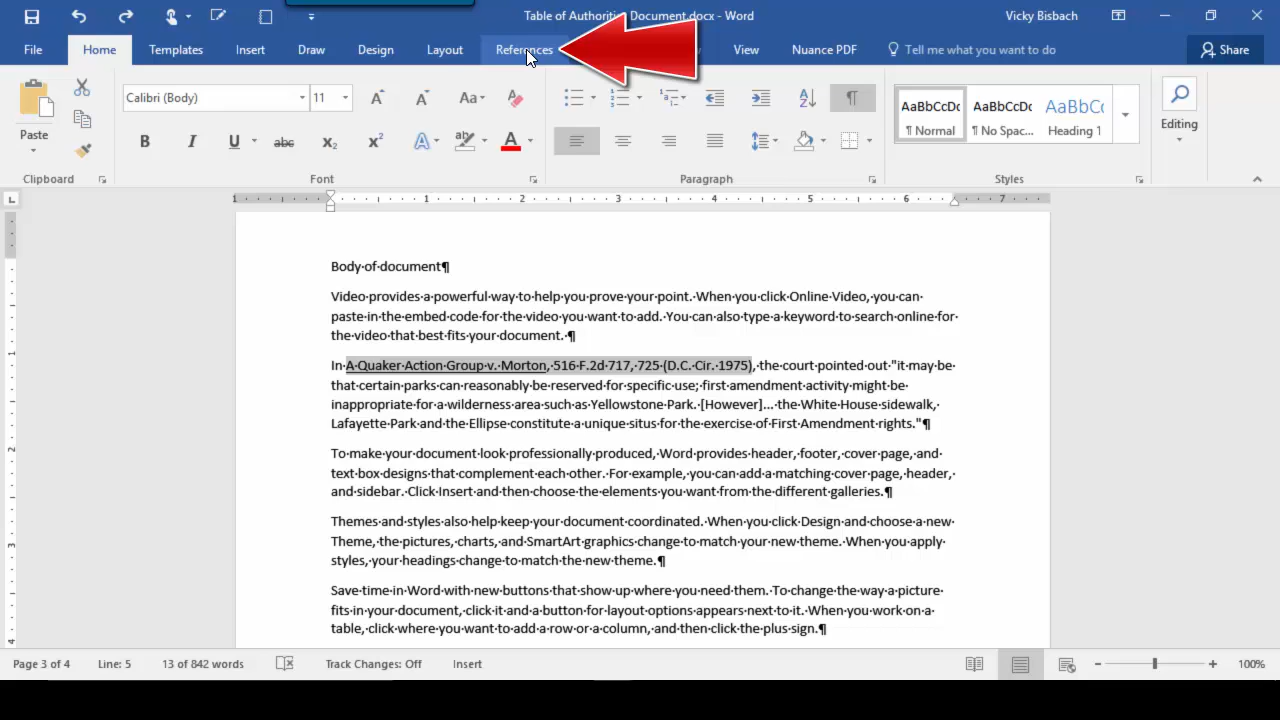 Table of Authoriti Document.docx - Word
Vicky Bisbach
File Home Templates Insert Draw Design Layout References View Nuance PDF Tell me what you want to do Share
Calibri (Body) 11 Aa
AaBbCcDc AaBbCcDc AaBbCc
Paste
¶ Normal ¶ No Spac... Heading 1
Editing
B I U abc x₂ x² A ab A
Clipboard Font Paragraph Styles
L 1 1 2 3 4 5 6 7
Body·of·document¶
Video·provides·a·powerful·way·to·help·you·prove·your·point.·When·you·click·Online·Video,·you·can·
paste·in·the·embed·code·for·the·video·you·want·to·add.·You·can·also·type·a·keyword·to·search·online·for·
the·video·that·best·fits·your·document.·¶
In·A·Quaker·Action·Group·v.·Morton,·516·F.2d·717,·725·(D.C.·Cir.·1975),·the·court·pointed·out·"it·may·be·
that·certain·parks·can·reasonably·be·reserved·for·specific·use;·first·amendment·activity·might·be·
inappropriate·for·a·wilderness·area·such·as·Yellowstone·Park.·[However]...·the·White·House·sidewalk,·
Lafayette·Park·and·the·Ellipse·constitute·a·unique·situs·for·the·exercise·of·First·Amendment·rights."¶
To·make·your·document·look·professionally·produced,·Word·provides·header,·footer,·cover·page,·and·
text·box·designs·that·complement·each·other.·For·example,·you·can·add·a·matching·cover·page,·header,·
and·sidebar.·Click·Insert·and·then·choose·the·elements·you·want·from·the·different·galleries.¶
Themes·and·styles·also·help·keep·your·document·coordinated.·When·you·click·Design·and·choose·a·new·
Theme,·the·pictures,·charts,·and·SmartArt·graphics·change·to·match·your·new·theme.·When·you·apply·
styles,·your·headings·change·to·match·the·new·theme.¶
Save·time·in·Word·with·new·buttons·that·show·up·where·you·need·them.·To·change·the·way·a·picture·
fits·in·your·document,·click·it·and·a·button·for·layout·options·appears·next·to·it.·When·you·work·on·a·
table,·click·where·you·want·to·add·a·row·or·a·column,·and·then·click·the·plus·sign.¶
Page 3 of 4 Line: 5 13 of 842 words Track Changes: Off Insert 100%